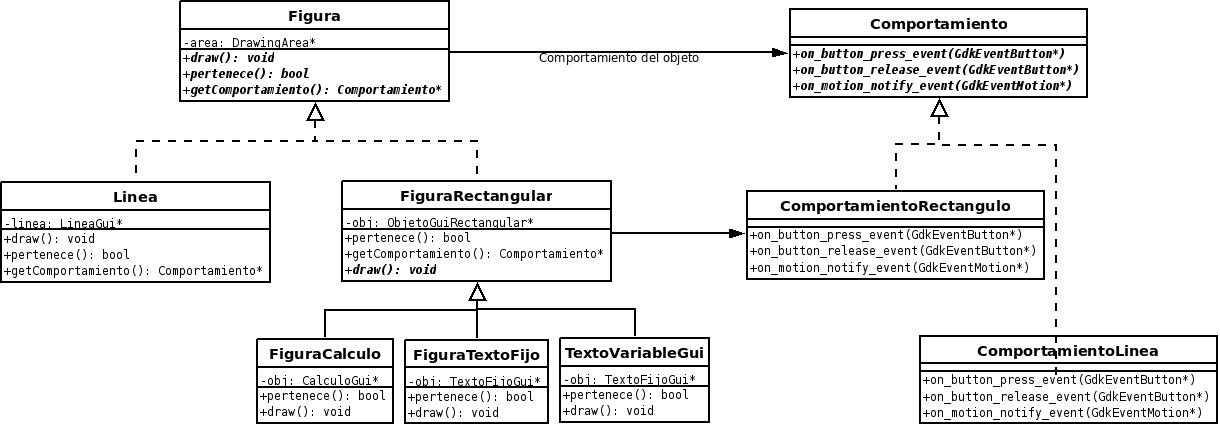 Figura
-area: DrawingArea*
+draw(): void
+pertenece(): bool
+getComportamiento(): Comportamiento*
Comportamiento del objeto
Comportamiento
+on_button_press_event(GdkEventButton*)
+on_button_release_event(GdkEventButton*)
+on_motion_notify_event(GdkEventMotion*)
Linea
-linea: LineaGui*
+draw(): void
+pertenece(): bool
+getComportamiento(): Comportamiento*
FiguraRectangular
-obj: ObjetoGuiRectangular*
+pertenece(): bool
+getComportamiento(): Comportamiento*
+draw(): void
ComportamientoRectangulo
+on_button_press_event(GdkEventButton*)
+on_button_release_event(GdkEventButton*)
+on_motion_notify_event(GdkEventMotion*)
FiguraCalculo
-obj: CalculoGui*
+pertenece(): bool
+draw(): void
FiguraTextoFijo
-obj: TextoFijoGui*
+pertenece(): bool
+draw(): void
TextoVariableGui
-obj: TextoFijoGui*
+pertenece(): bool
+draw(): void
ComportamientoLinea
+on_button_press_event(GdkEventButton*)
+on_button_release_event(GdkEventButton*)
+on_motion_notify_event(GdkEventMotion*)